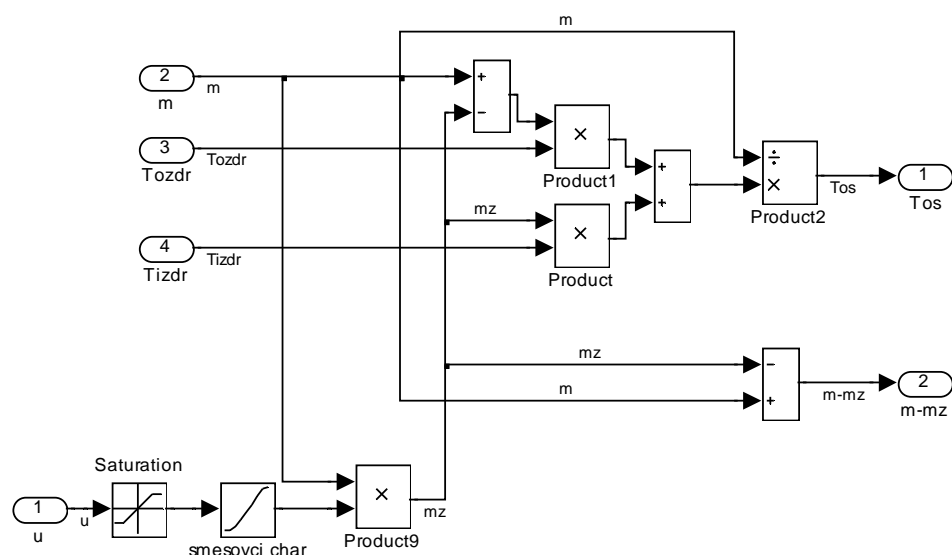 m
2
m
m
+
−
3
Tozdr
Tozdr
×
Product1
+
+
÷
×
Product2
Tos
1
Tos
mz
×
Product
4
Tizdr
Tizdr
mz
−
m
+
m-mz
2
m-mz
Saturation
1
u
u
smesovci char
×
Product9
mz